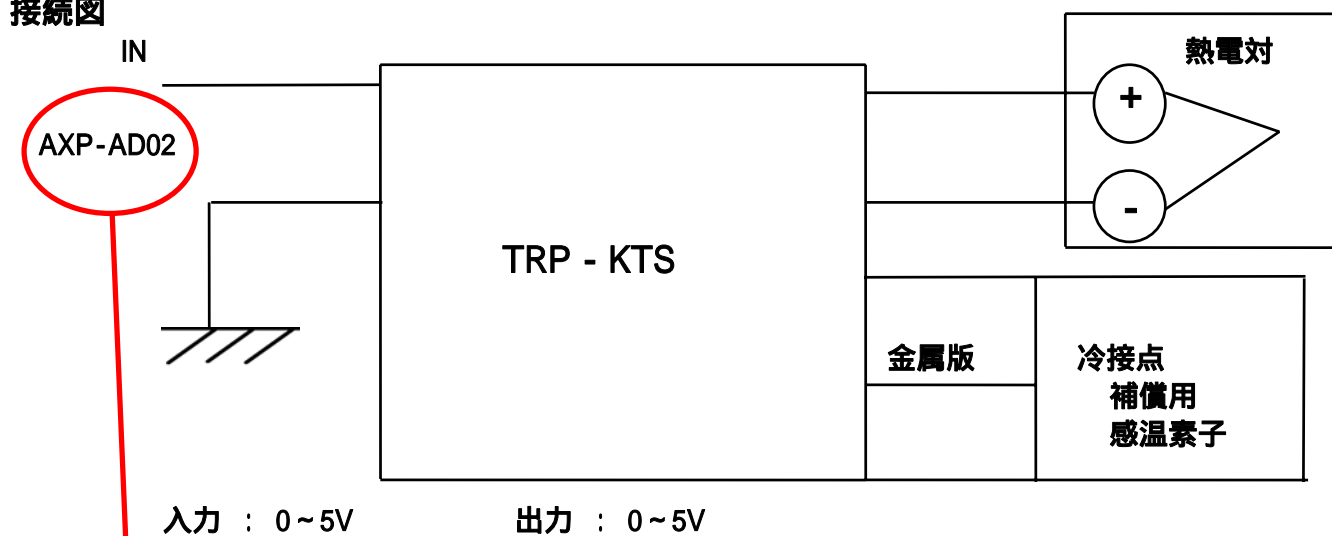 接続図
IN
熱電対
+
AXP-AD02
-
TRP - KTS
金属版
冷接点
補償用
感温素子
入力 : 0~5V 出力 : 0~5V